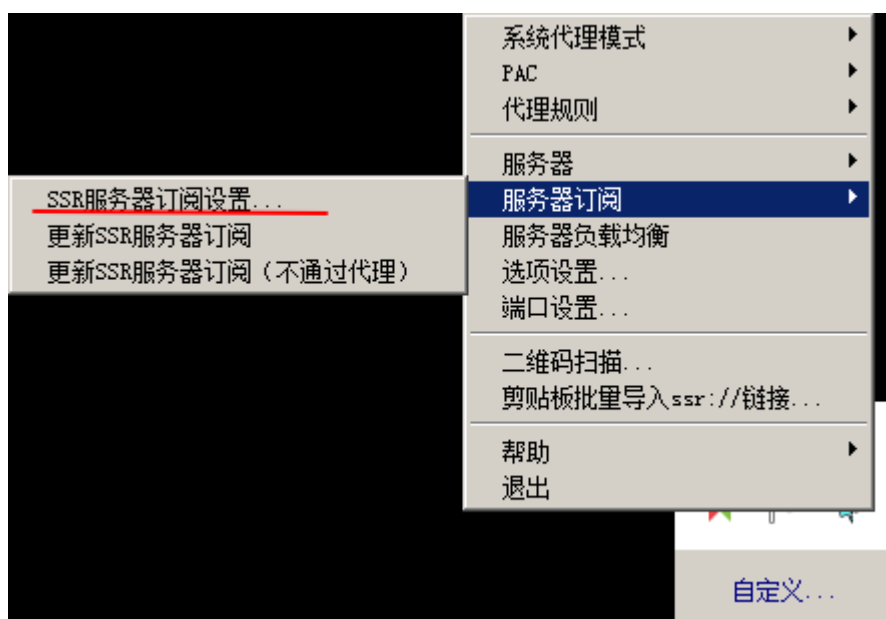 系统代理模式
PAC
代理规则
服务器
服务器订阅
服务器负载均衡
选项设置...
端口设置...
二维码扫描...
剪贴板批量导入ssr://链接...
帮助
退出
SSR服务器订阅设置...
更新SSR服务器订阅
更新SSR服务器订阅（不通过代理）
自定义...